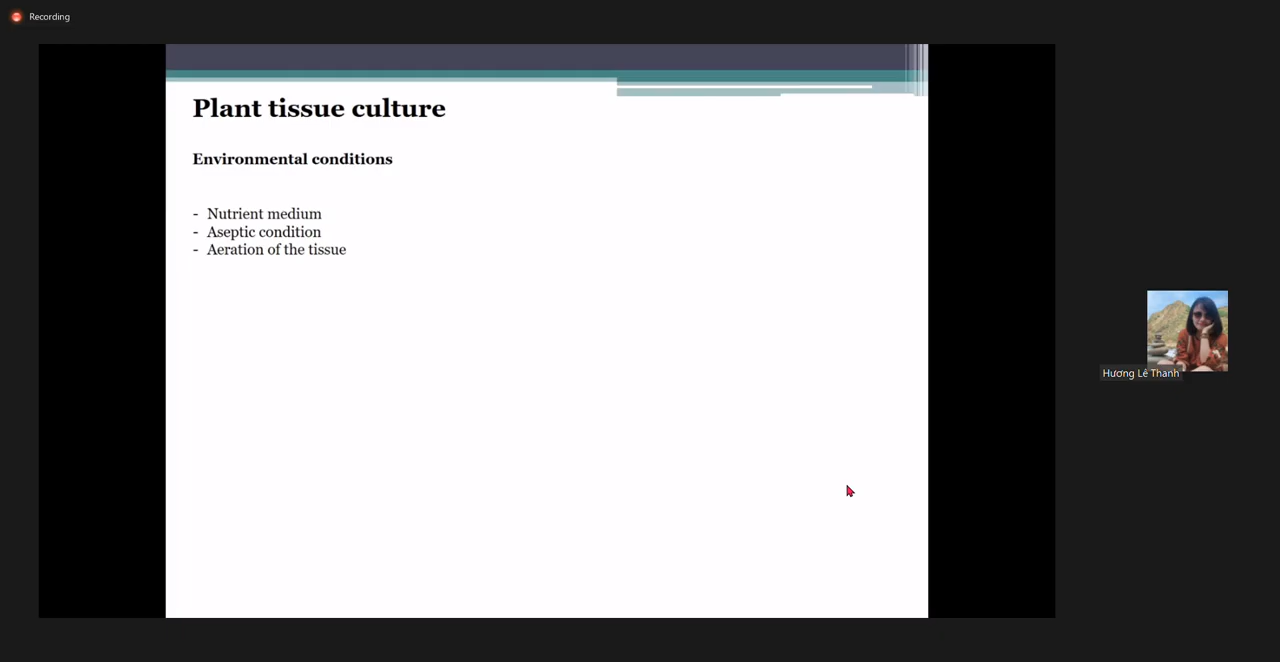 Recording
Plant tissue culture
Environmental conditions
- Nutrient medium
- Aseptic condition
- Aeration of the tissue
Hương Lê Thanh